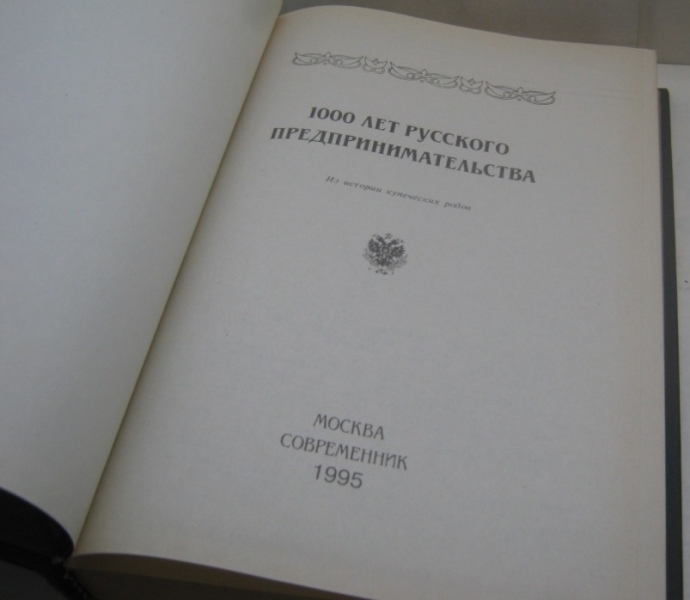 1000 ЛЕТ РУССКОГО
ПРЕДПРИНИМАТЕЛЬСТВА
Из истории купеческих родов
МОСКВА
СОВРЕМЕННИК
1995